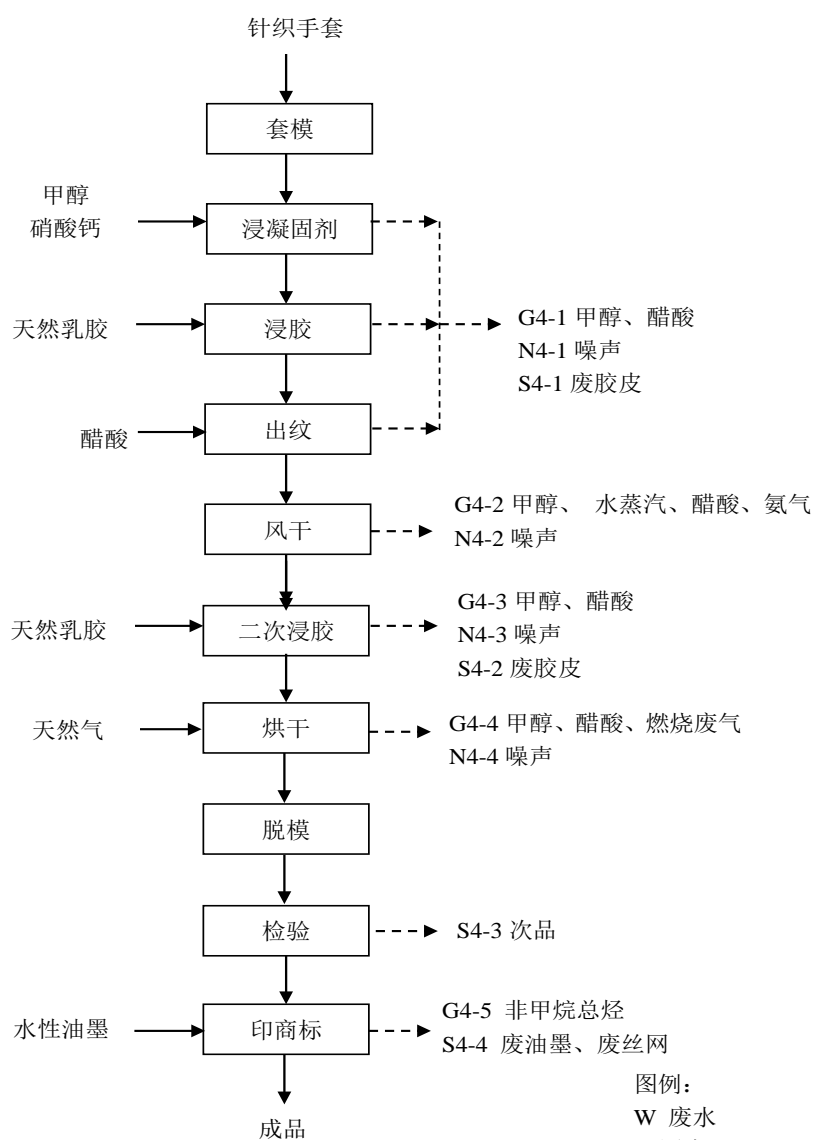 针织手套
套模
甲醇
硝酸钙
浸凝固剂
天然乳胶
浸胶
G4-1 甲醇、醋酸
N4-1 噪声
S4-1 废胶皮
醋酸
出纹
G4-2 甲醇、 水蒸汽、醋酸、氨气
风干
N4-2 噪声
G4-3 甲醇、醋酸
天然乳胶
二次浸胶
N4-3 噪声
S4-2 废胶皮
天然气
烘干
G4-4 甲醇、醋酸、燃烧废气
N4-4 噪声
脱模
检验
S4-3 次品
水性油墨
印商标
G4-5 非甲烷总烃
S4-4 废油墨、废丝网
图例：
W 废水
成品